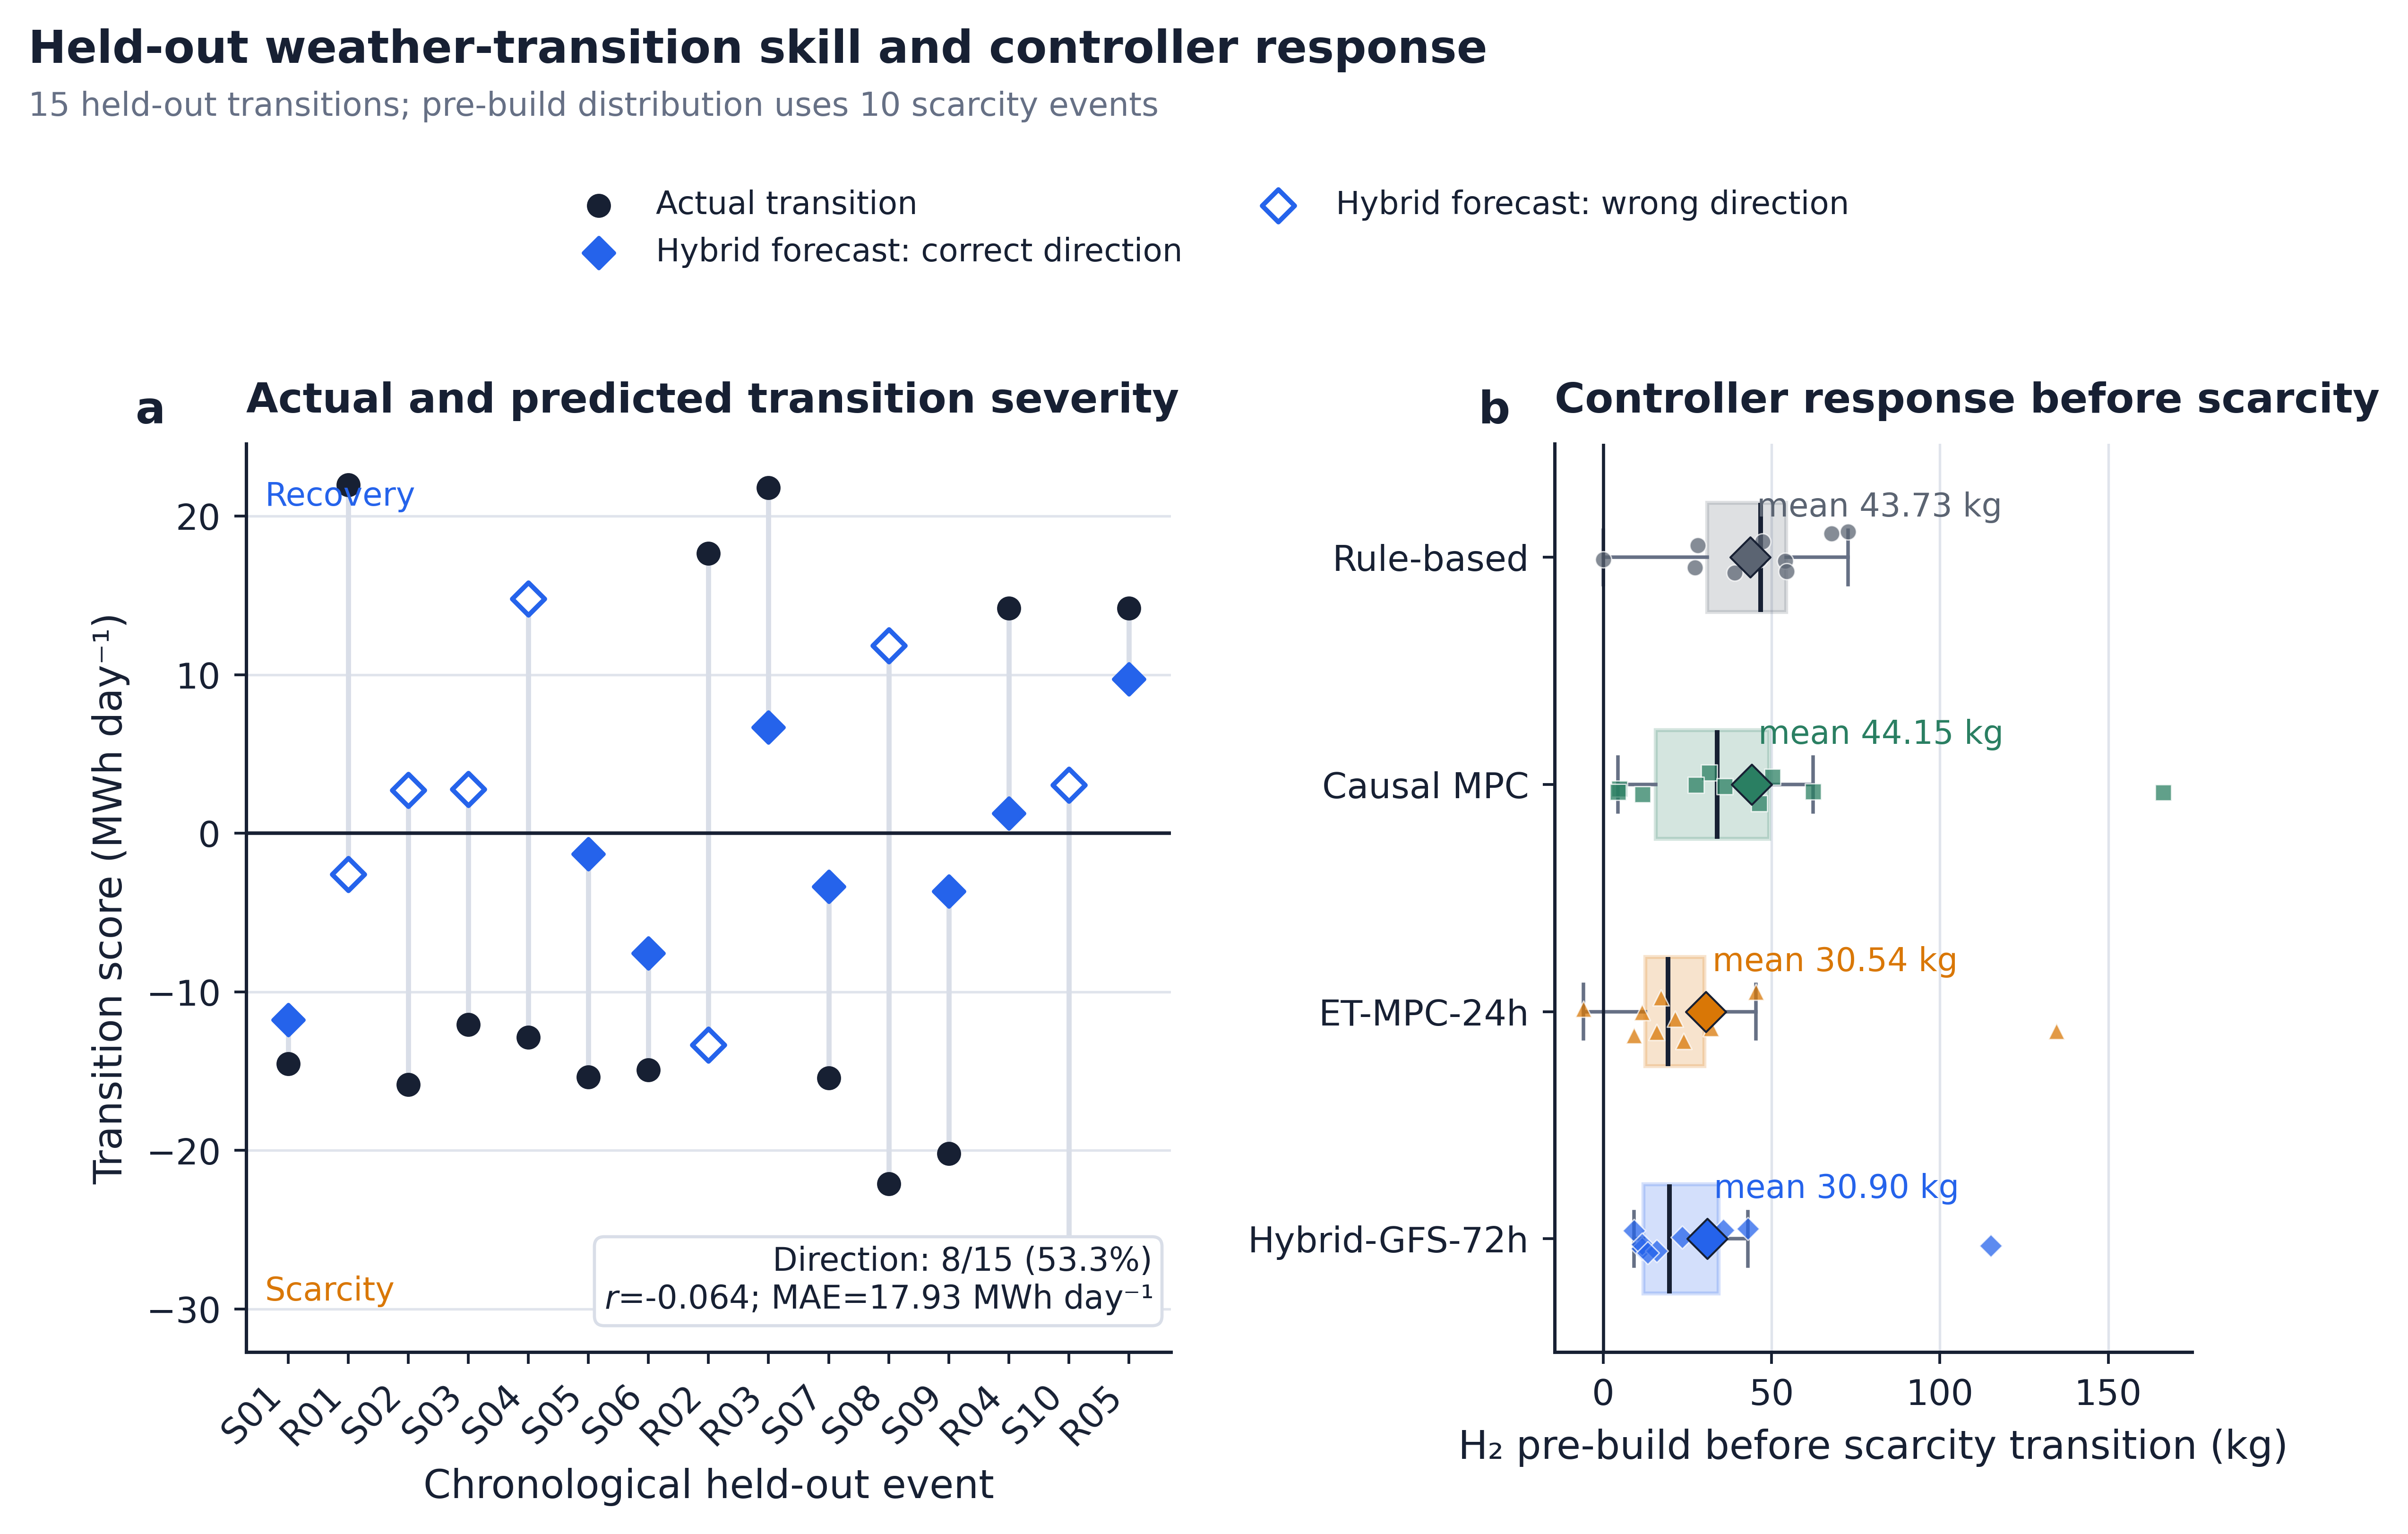 Held-out weather-transition skill and controller response
15 held-out transitions; pre-build distribution uses 10 scarcity events
Actual transition
Hybrid forecast: correct direction
Hybrid forecast: wrong direction
a
Actual and predicted transition severity
Transition score (MWh day⁻¹)
20
10
0
−10
−20
−30
Recovery
Scarcity
Direction: 8/15 (53.3%)
r=-0.064; MAE=17.93 MWh day⁻¹
S01
R01
S02
S03
S04
S05
S06
R02
R03
S07
S08
S09
R04
S10
R05
Chronological held-out event
b
Controller response before scarcity
Rule-based
mean 43.73 kg
Causal MPC
mean 44.15 kg
ET-MPC-24h
mean 30.54 kg
Hybrid-GFS-72h
mean 30.90 kg
0
50
100
150
H₂ pre-build before scarcity transition (kg)